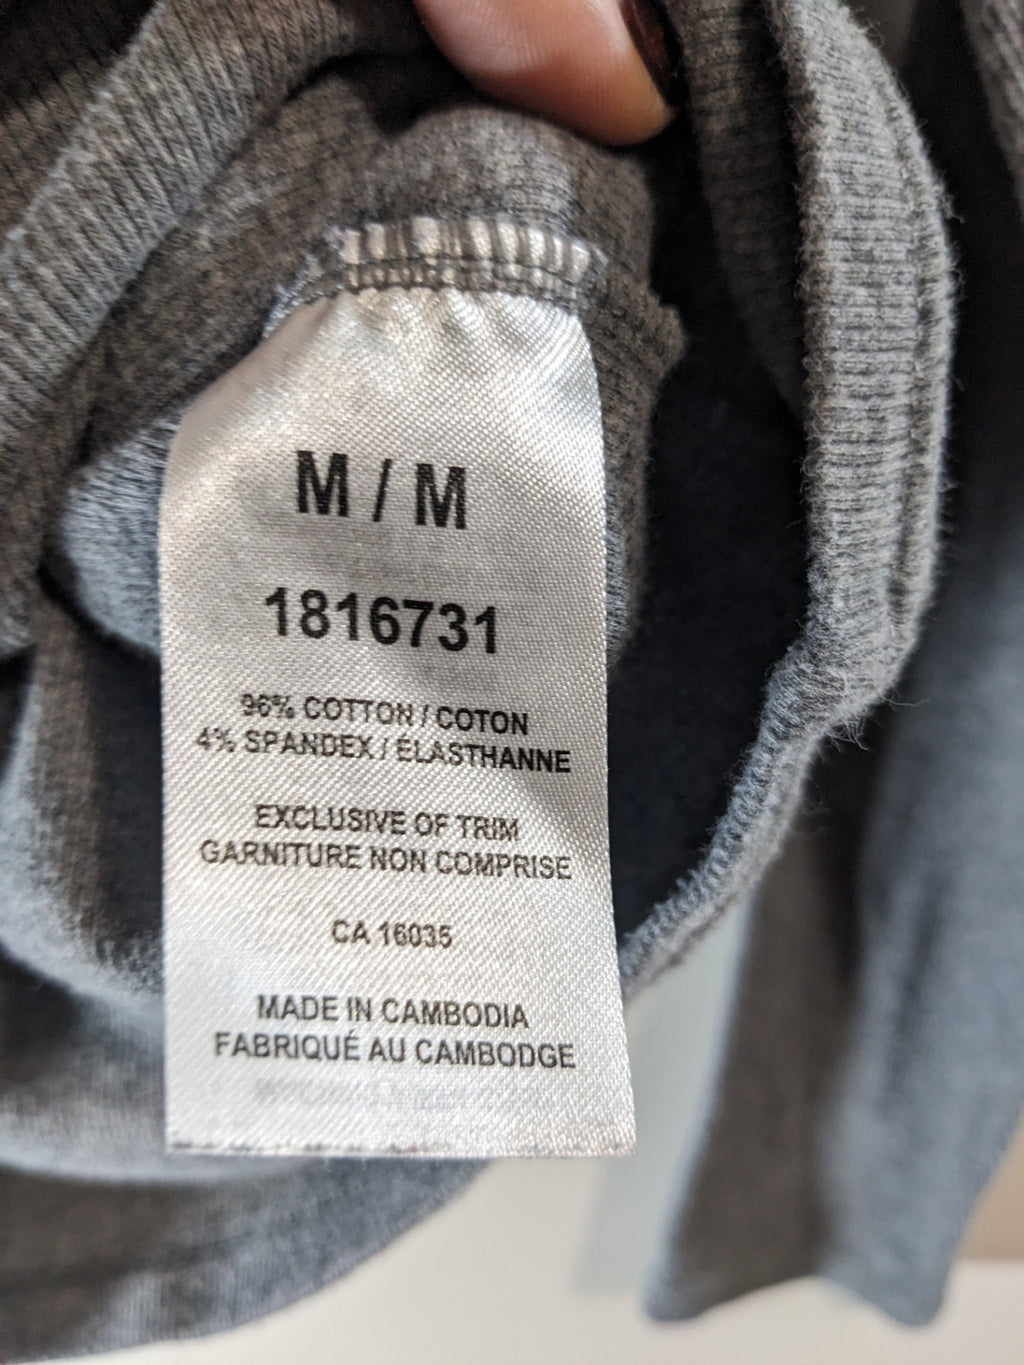 M / M
1816731
96% COTTON / COTON
4% SPANDEX / ÉLASTHANNE
EXCLUSIVE OF TRIM
GARNITURE NON COMPRISE
CA 16035
MADE IN CAMBODIA
FABRIQUÉ AU CAMBODGE